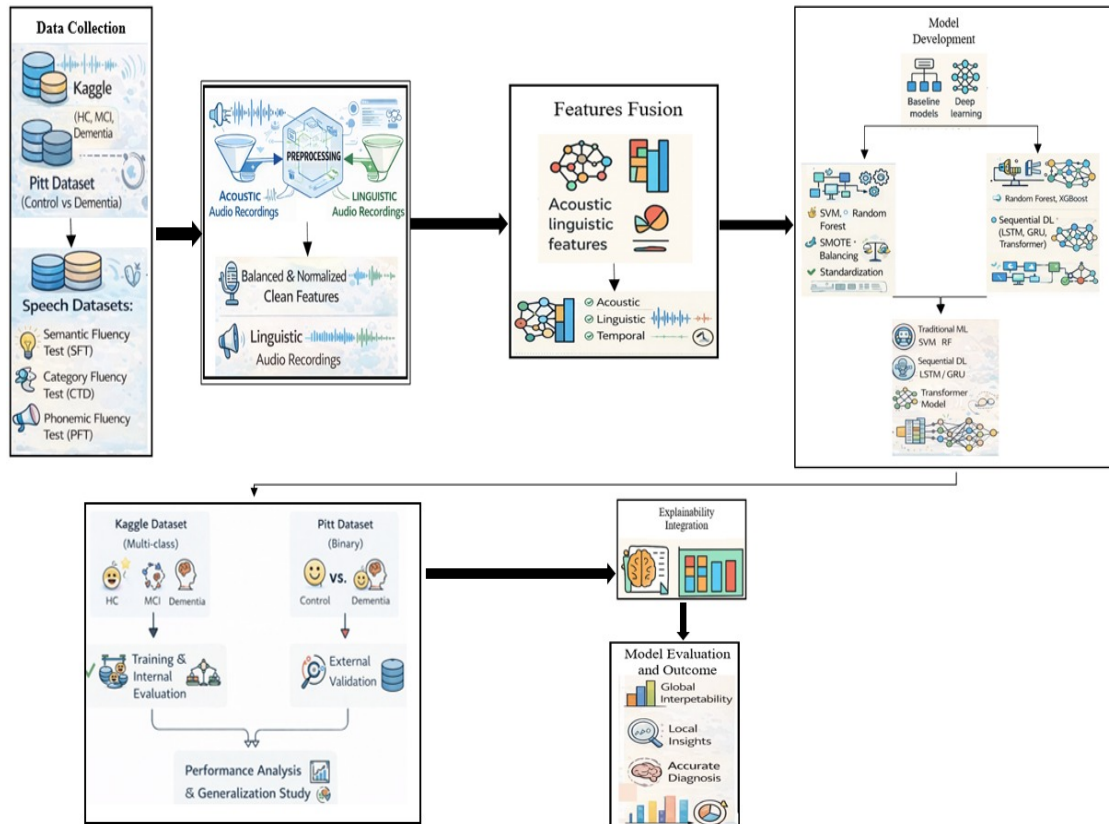 Data Collection
Kaggle
(HC, MCI,
Dementia
Pitt Dataset
(Control vs Dementia)
Speech Datasets:
Semantic Fluency
Test (SFT)
Category Fluency
Test (CTD)
Phonemic Fluency
Test (PFT)
PREPROCESSING
ACOUSTIC
Audio Recordings
LINGUISTIC
Audio Recordings
Balanced & Normalized
Clean Features
Linguistic
Audio Recordings
Features Fusion
Acoustic
linguistic
features
Acoustic
Linguistic
Temporal
Model
Development
Baseline
models
Deep
learning
SVM, Random
Forest
SMOTE
Balancing
Standardization
Random Forest, XGBoost
Sequential DL
(LSTM, GRU,
Transformer)
Traditional ML
SVM RF
Sequential DL
LSTM / GRU
Transformer
Model
Kaggle Dataset
(Multi-class)
HC
MCI
Dementia
Training &
Internal
Evaluation
Pitt Dataset
(Binary)
VS.
Control
Dementia
External
Validation
Performance Analysis
& Generalization Study
Explainability
Integration
Model Evaluation
and Outcome
Global
Interpetability
Local
Insights
Accurate
Diagnosis